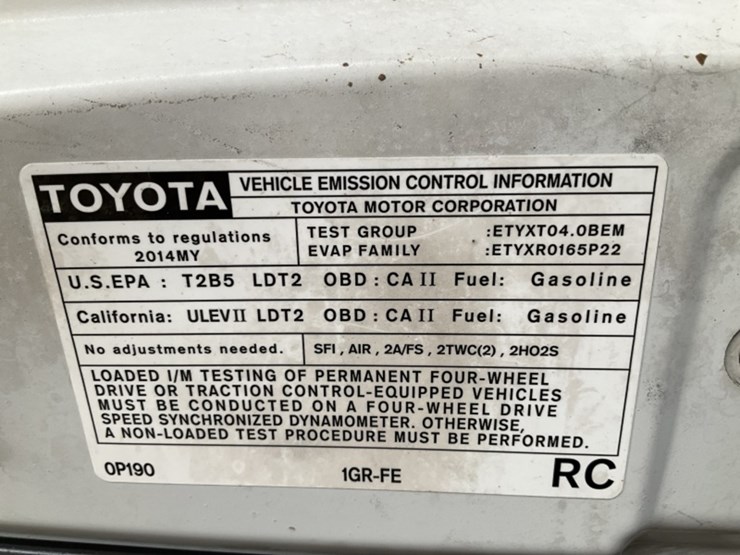 TOYOTA
VEHICLE EMISSION CONTROL INFORMATION
TOYOTA MOTOR CORPORATION
Conforms to regulations
2014MY
TEST GROUP :ETYXT04.0BEM
EVAP FAMILY :ETYXR0165P22
U.S.EPA : T2B5 LDT2 OBD : CA II Fuel: Gasoline
California: ULEV II LDT2 OBD : CA II Fuel: Gasoline
No adjustments needed.
SFI , AIR , 2A/FS , 2TWC(2) , 2HO2S
LOADED I/M TESTING OF PERMANENT FOUR-WHEEL
DRIVE OR TRACTION CONTROL-EQUIPPED VEHICLES
MUST BE CONDUCTED ON A FOUR-WHEEL DRIVE
SPEED SYNCHRONIZED DYNAMOMETER. OTHERWISE,
A NON-LOADED TEST PROCEDURE MUST BE PERFORMED.
0P190 1GR-FE RC